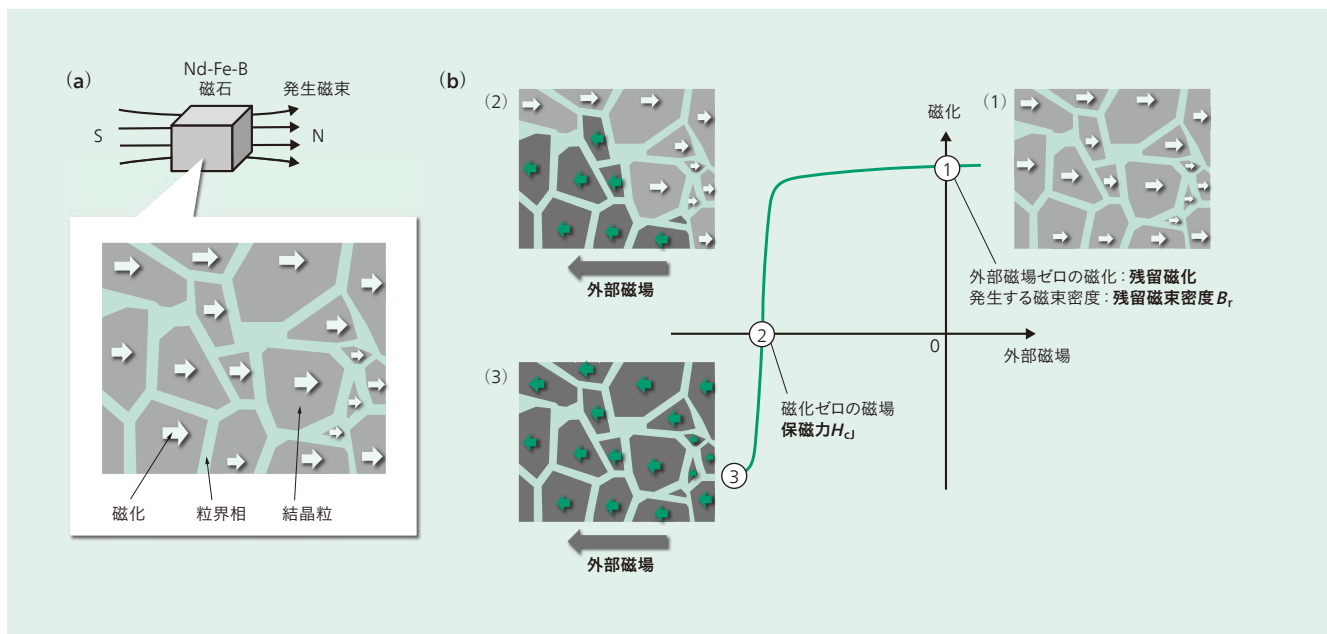 (a)
Nd-Fe-B
磁石
発生磁束
S
N
磁化
粒界相
結晶粒
(b)
(2)
外部磁場
(3)
外部磁場
磁化
(1)
1
外部磁場ゼロの磁化：残留磁化
発生する磁束密度：残留磁束密度Br
2
0
外部磁場
磁化ゼロの磁場
保磁力HcJ
3